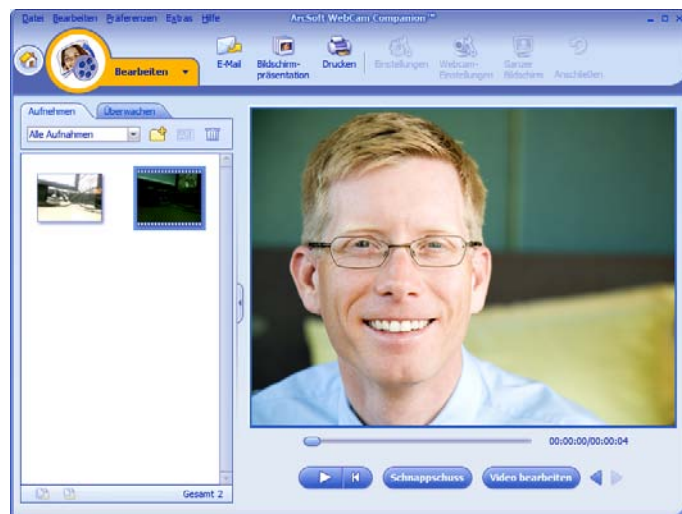 Datei Bearbeiten Präferenzen Extras Hilfe ArcSoft WebCam Companion™
Bearbeiten
E-Mail
Bildschirm-
präsentation
Drucken
Einstellungen
Webcam-
Einstellungen
Ganzer
Bildschirm
Anschließen
Aufnehmen Überwachen
Alle Aufnahmen
00:00:00/00:00:04
Schnappschuss Video bearbeiten
Gesamt 2